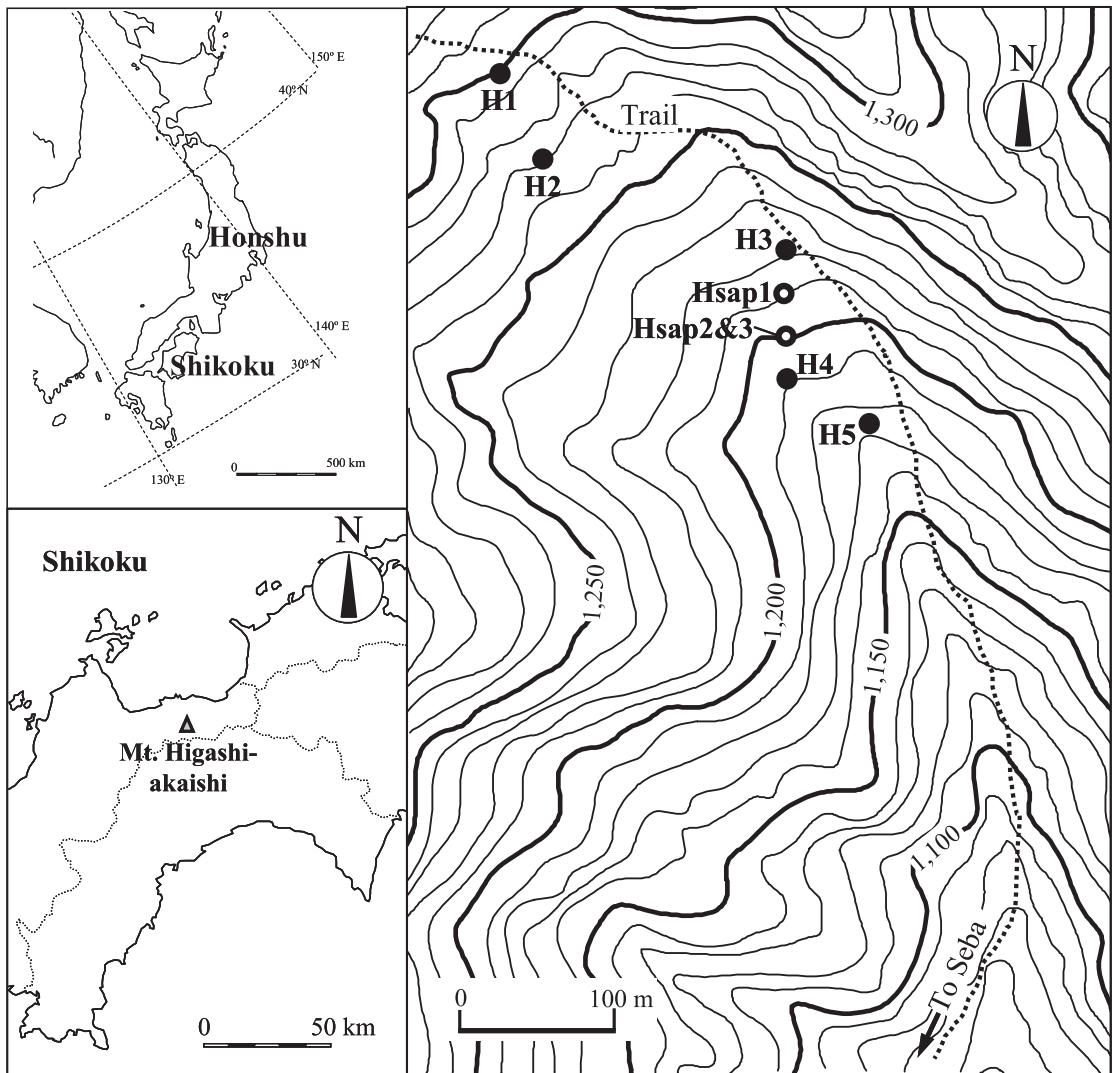 150° E
40° N
Honshu
140° E
30° N
Shikoku
0 500 km
130° E
N
Shikoku
Mt. Higashi-
akaishi
0 50 km
N
1,300
H1
Trail
H2
H3
Hsap1
Hsap2&3
H4
H5
1,250
1,200
1,150
1,100
To Seba
0 100 m